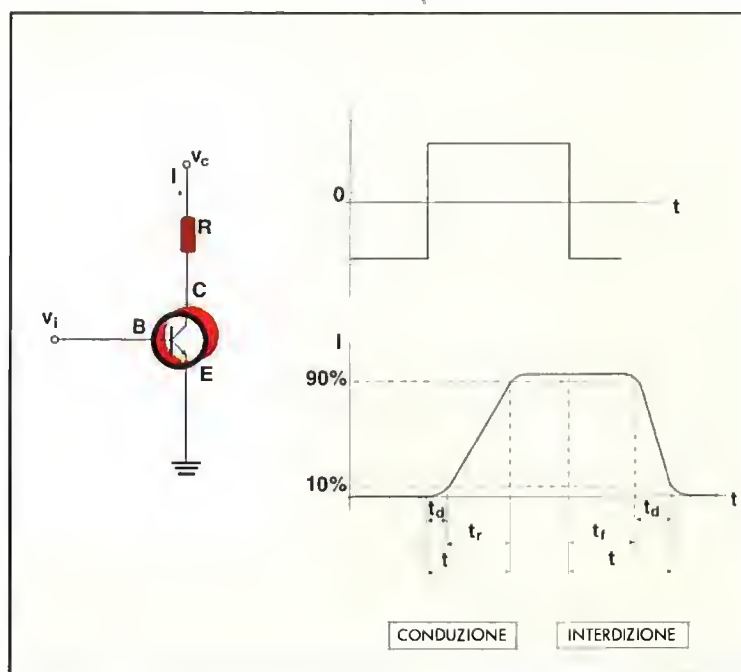 Vc
I
R
C
Vi
B
E
0
t
I
90%
10%
t
td
td
tr
tf
t
t
CONDUZIONE
INTERDIZIONE